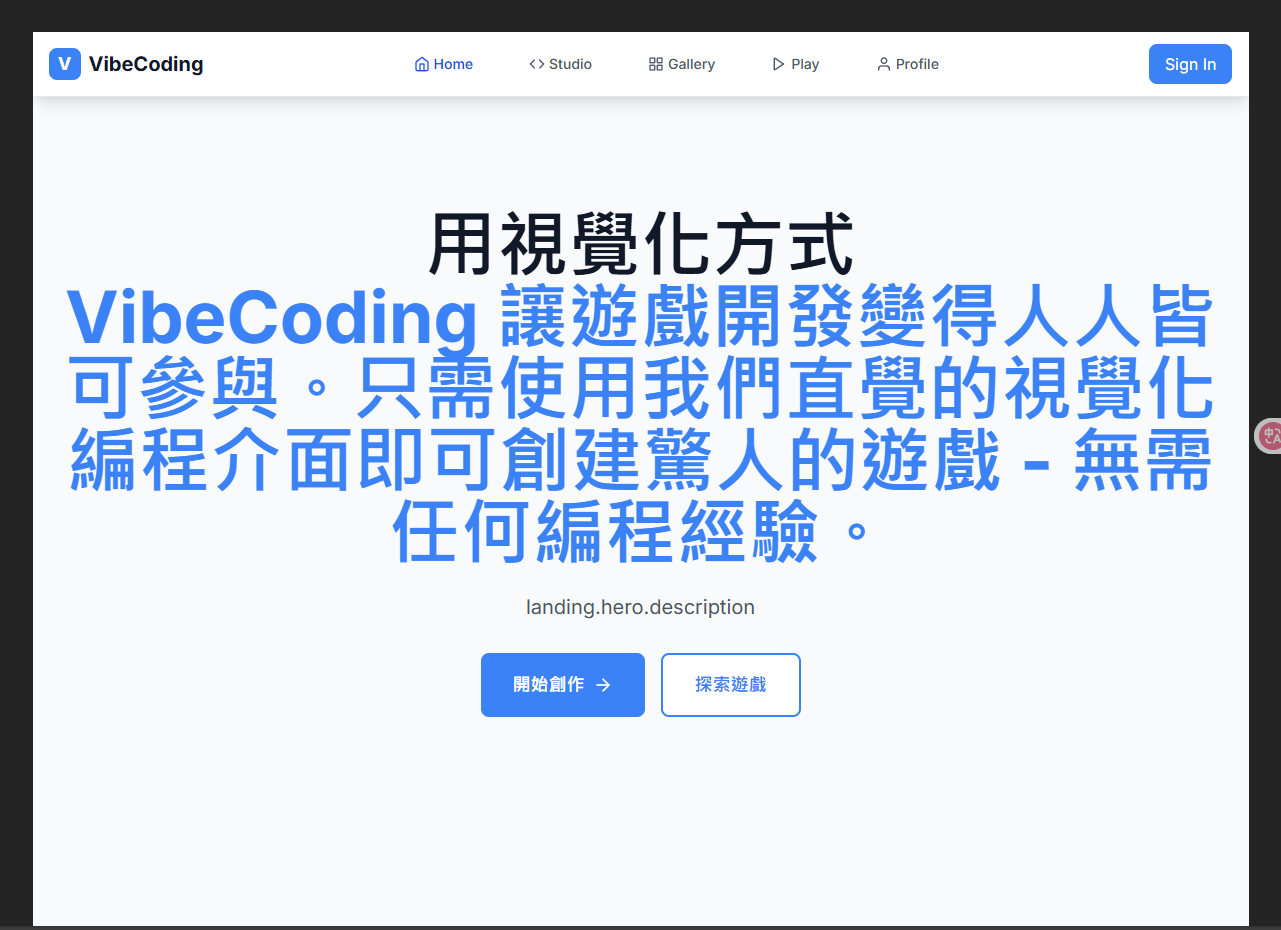 V VibeCoding
Home
Studio
Gallery
Play
Profile
Sign In
用視覺化方式
VibeCoding 讓遊戲開發變得人人皆
可參與。只需使用我們直覺的視覺化
編程介面即可創建驚人的遊戲 - 無需
任何編程經驗。
landing.hero.description
開始創作 →
探索遊戲
中A